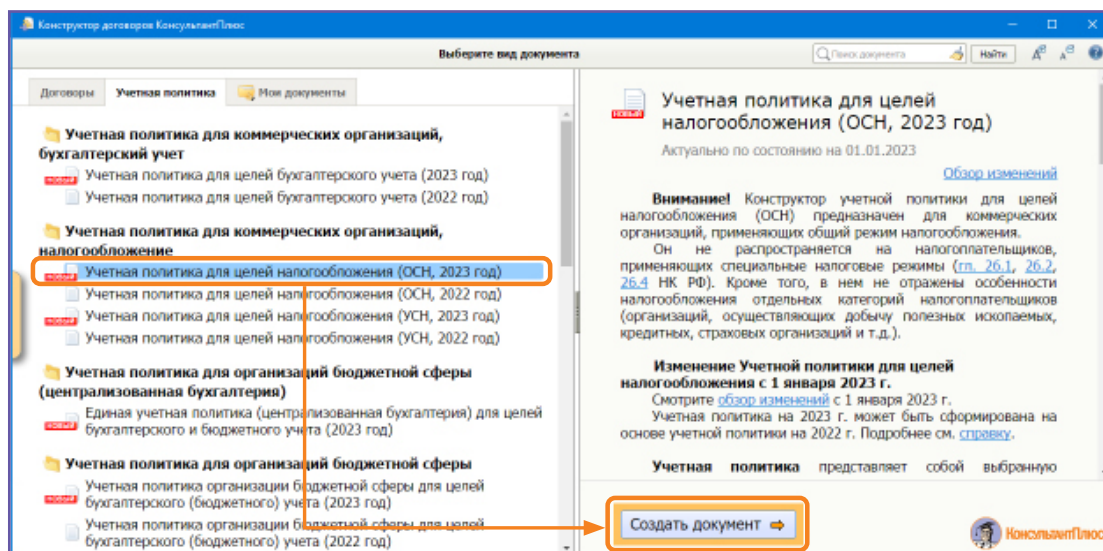 Конструктор договоров КонсультантПлюс
Выберите вид документа
Поиск документа
Найти
Договоры Учетная политика Мои документы
Учетная политика для коммерческих организаций,
бухгалтерский учет
НОВЫЙ Учетная политика для целей бухгалтерского учета (2023 год)
Учетная политика для целей бухгалтерского учета (2022 год)
Учетная политика для коммерческих организаций,
налогообложение
НОВЫЙ Учетная политика для целей налогообложения (ОСН, 2023 год)
Учетная политика для целей налогообложения (ОСН, 2022 год)
НОВЫЙ Учетная политика для целей налогообложения (УСН, 2023 год)
Учетная политика для целей налогообложения (УСН, 2022 год)
Учетная политика для организаций бюджетной сферы
(централизованная бухгалтерия)
Единая учетная политика (централизованная бухгалтерия) для целей
НОВЫЙ бухгалтерского и бюджетного учета (2023 год)
Учетная политика для организаций бюджетной сферы
Учетная политика организации бюджетной сферы для целей
НОВЫЙ бухгалтерского (бюджетного) учета (2023 год)
Учетная политика организации бюджетной сферы для целей
бухгалтерского (бюджетного) учета (2022 год)
НОВЫЙ
Учетная политика для целей
налогообложения (ОСН, 2023 год)
Актуально по состоянию на 01.01.2023
Обзор изменений
Внимание! Конструктор учетной политики для целей
налогообложения (ОСН) предназначен для коммерческих
организаций, применяющих общий режим налогообложения.
Он не распространяется на налогоплательщиков,
применяющих специальные налоговые режимы (гл. 26.1, 26.2,
26.4 НК РФ). Кроме того, в нем не отражены особенности
налогообложения отдельных категорий налогоплательщиков
(организаций, осуществляющих добычу полезных ископаемых,
кредитных, страховых организаций и т.д.).
Изменение Учетной политики для целей
налогообложения с 1 января 2023 г.
Смотрите обзор изменений с 1 января 2023 г.
Учетная политика на 2023 г. может быть сформирована на
основе учетной политики на 2022 г. Подробнее см. справку.
Учетная политика представляет собой выбранную
Создать документ
КонсультантПлюс